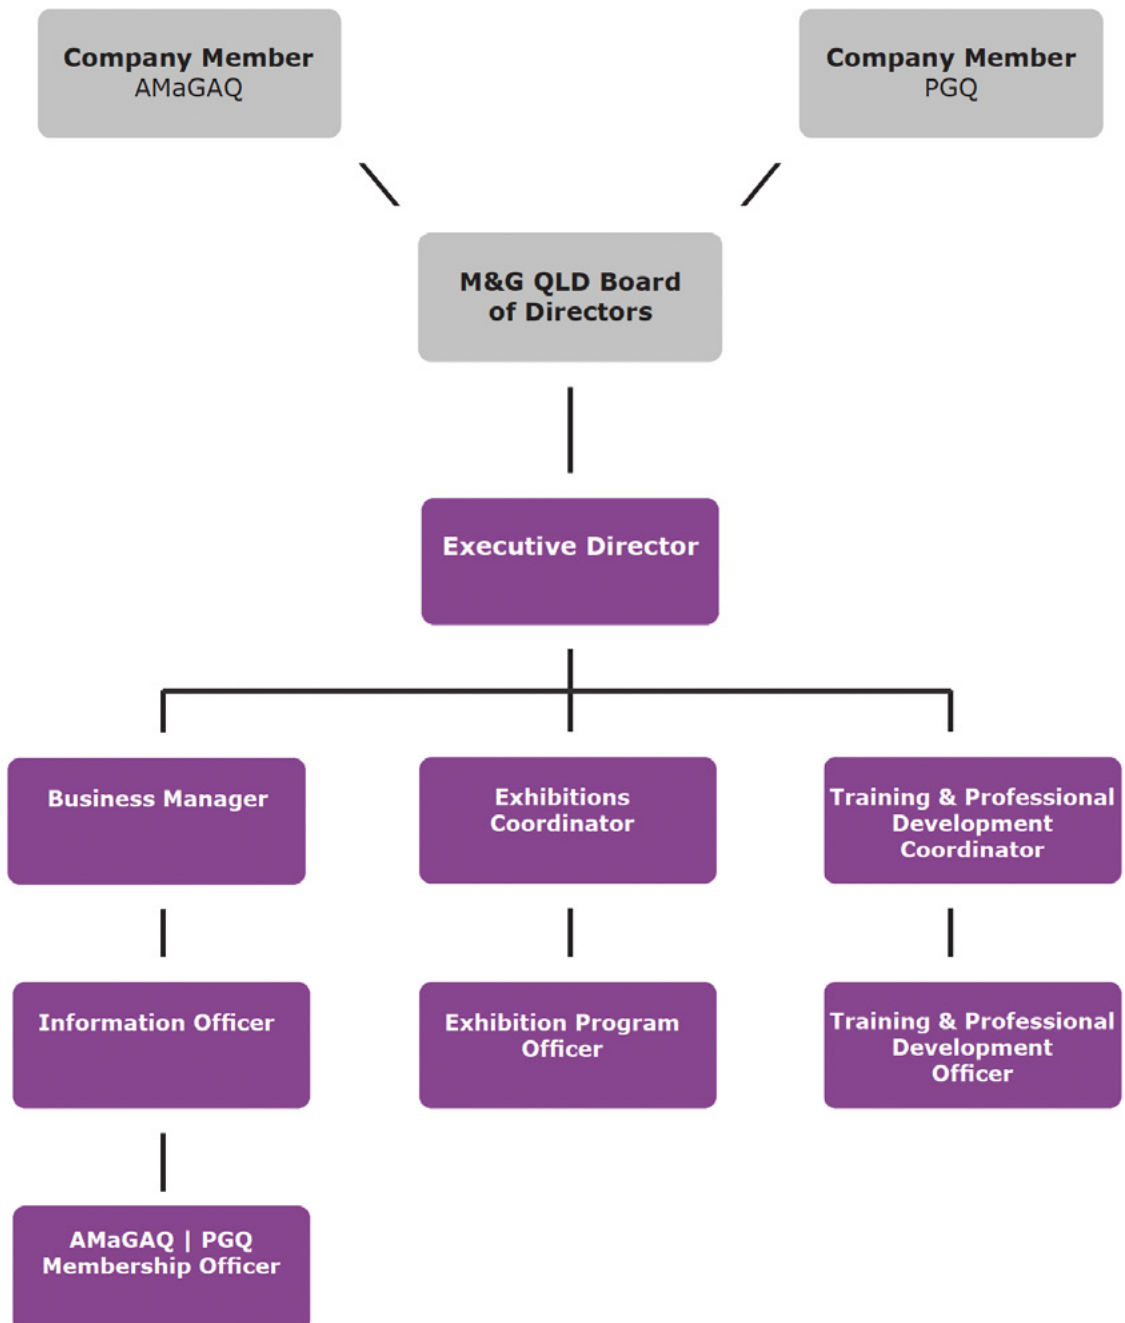 Company Member
AMaGAQ
Company Member
PGQ
M&G QLD Board
of Directors
Executive Director
Business Manager
Exhibitions
Coordinator
Training & Professional
Development
Coordinator
Information Officer
Exhibition Program
Officer
Training & Professional
Development
Officer
AMaGAQ | PGQ
Membership Officer